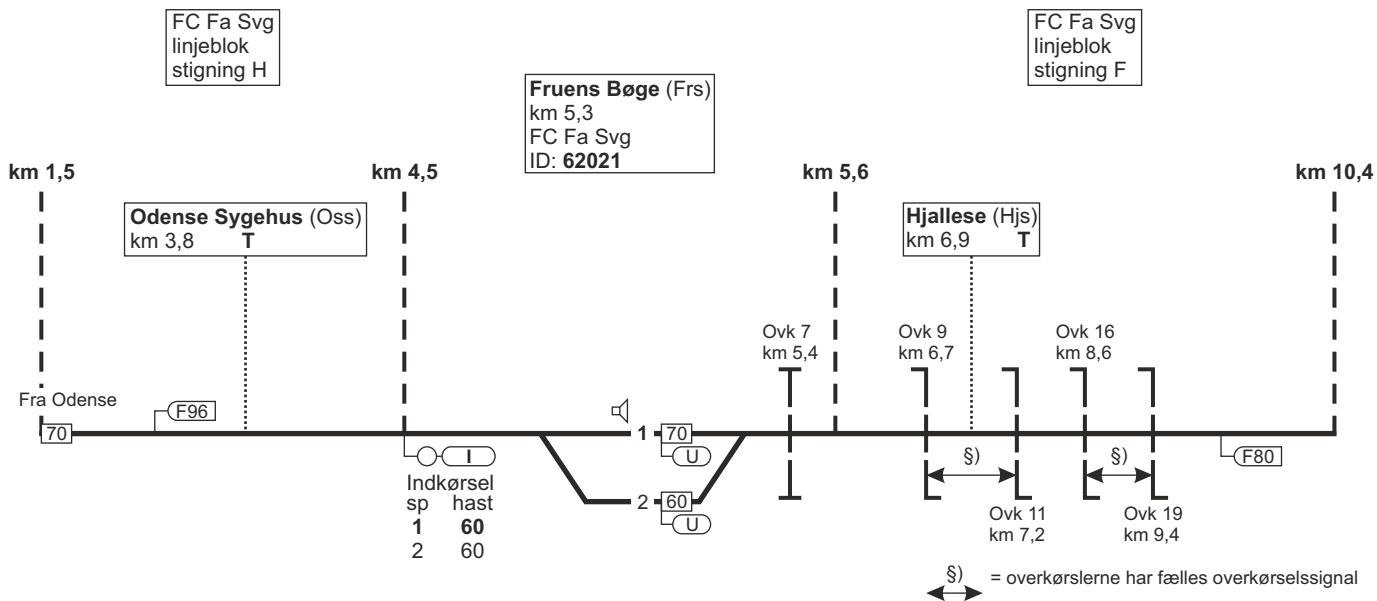 FC Fa Svg
linjeblok
stigning H
FC Fa Svg
linjeblok
stigning F
Fruens Bøge (Frs)
km 5,3
FC Fa Svg
ID: 62021
km 1,5
km 4,5
km 5,6
km 10,4
Odense Sygehus (Oss)
km 3,8 T
Hjallese (Hjs)
km 6,9 T
Ovk 7
km 5,4
Ovk 9
km 6,7
Ovk 16
km 8,6
Fra Odense
70
F96
1 70
U
I
Indkørsel
sp hast
1 60
2 60
2 60
U
§)
§)
F80
Ovk 11
km 7,2
Ovk 19
km 9,4
§) = overkørslerne har fælles overkørselssignal